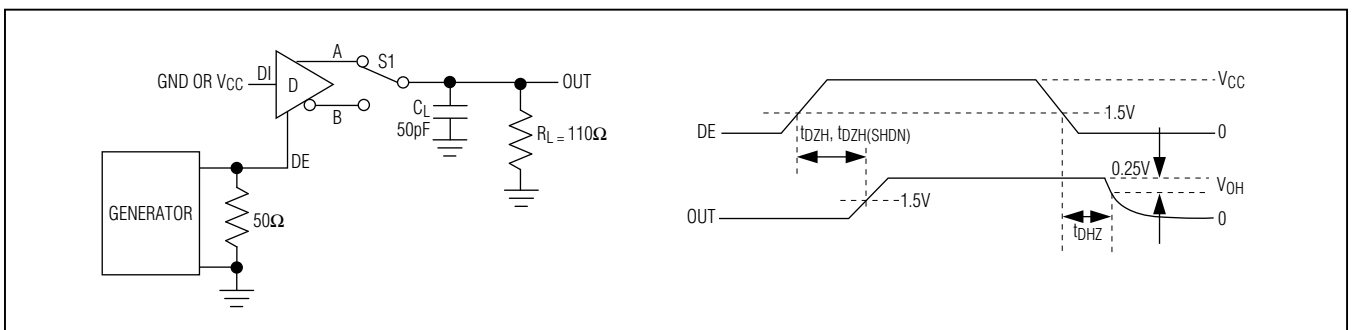 GND OR VCC
DI
D
A
B
S1
OUT
CL
50pF
RL = 110Ω
DE
GENERATOR
50Ω
VCC
1.5V
DE
0
tDZH, tDZH(SHDN)
0.25V
VOH
1.5V
OUT
0
tDHZ